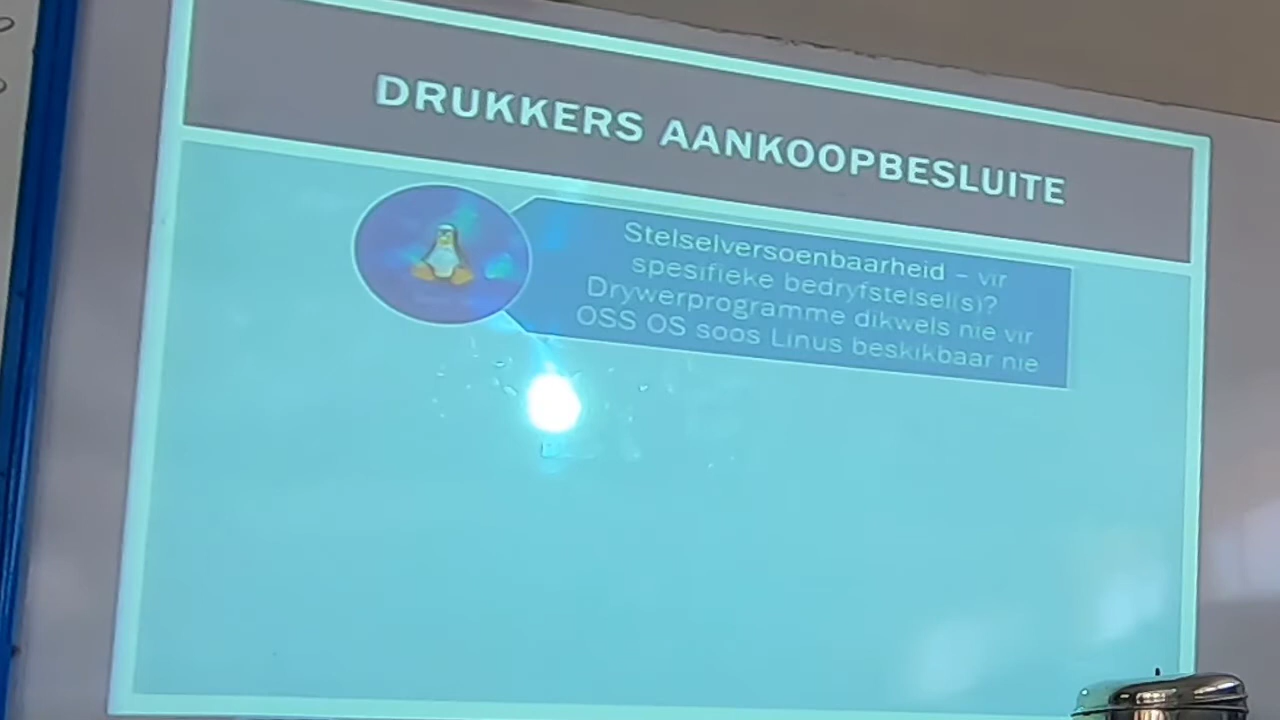 DRUKKERS AANKOOPBESLUITE
Stelselversoenbaarheid – vir
spesifieke bedryfstelsel(s)?
Drywerprogramme dikwels nie vir
OSS OS soos Linus beskikbaar nie